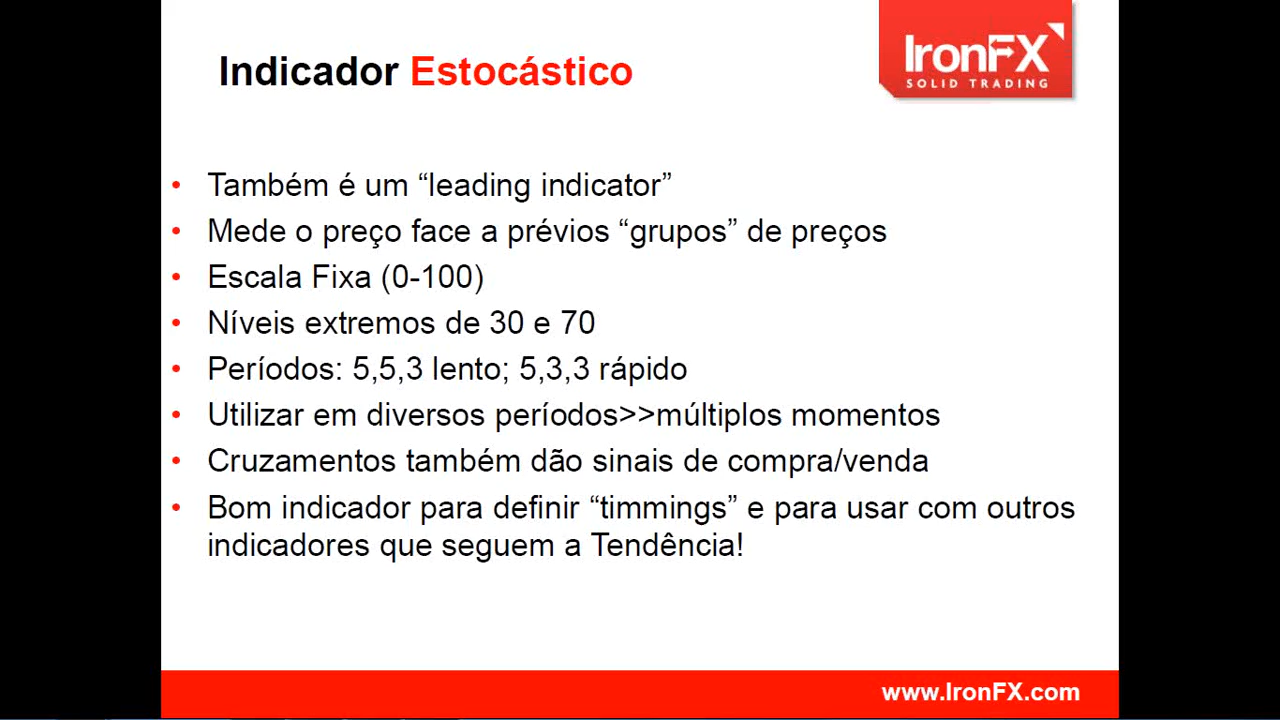 Indicador Estocástico
IronFX
SOLID TRADING
• Também é um “leading indicator”
• Mede o preço face a prévios “grupos” de preços
• Escala Fixa (0-100)
• Níveis extremos de 30 e 70
• Períodos: 5,5,3 lento; 5,3,3 rápido
• Utilizar em diversos períodos>>múltiplos momentos
• Cruzamentos também dão sinais de compra/venda
• Bom indicador para definir “timmings” e para usar com outros
indicadores que seguem a Tendência!
www.IronFX.com